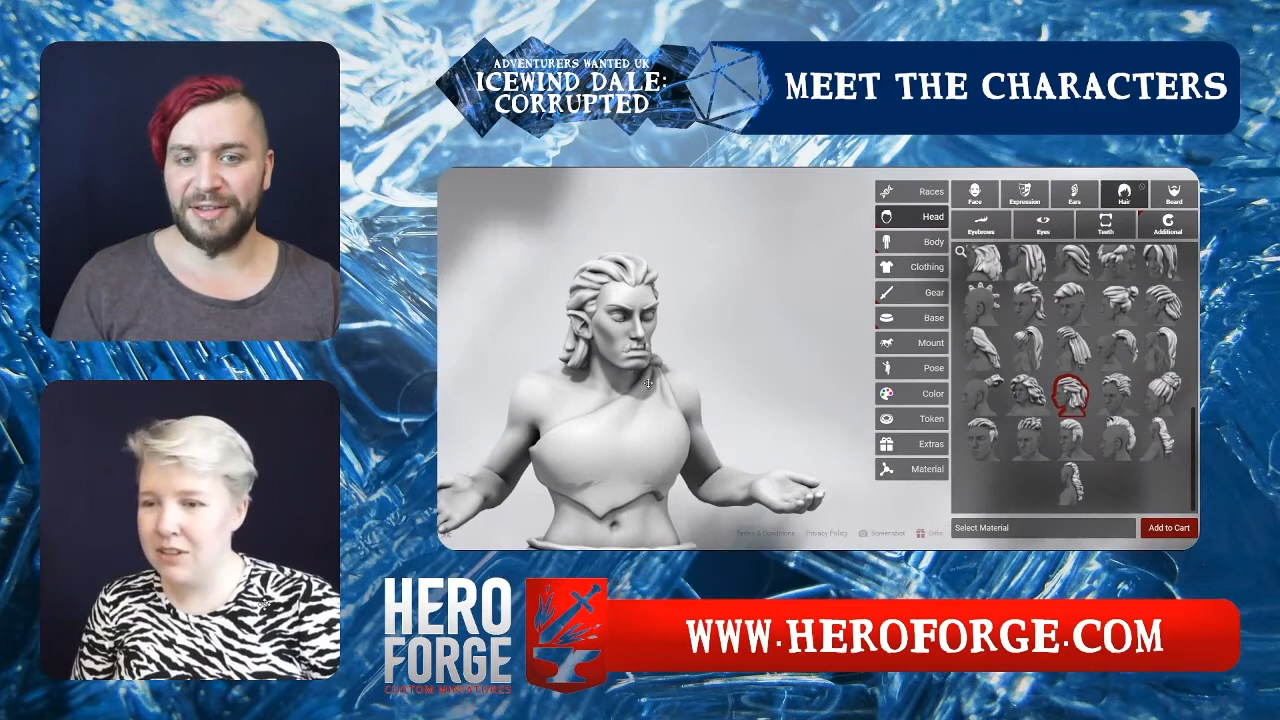 ADVENTURERS WANTED UK
ICEWIND DALE:
CORRUPTED
MEET THE CHARACTERS
Races
Head
Body
Clothing
Gear
Base
Mount
Pose
Color
Token
Extras
Material
Face
Expression
Ears
Hair
Beard
Eyebrows
Eyes
Teeth
Additional
Terms & Conditions
Privacy Policy
Screenshot
Gifts
Select Material
Add to Cart
HERO
FORGE
CUSTOM MINIATURES
WWW.HEROFORGE.COM